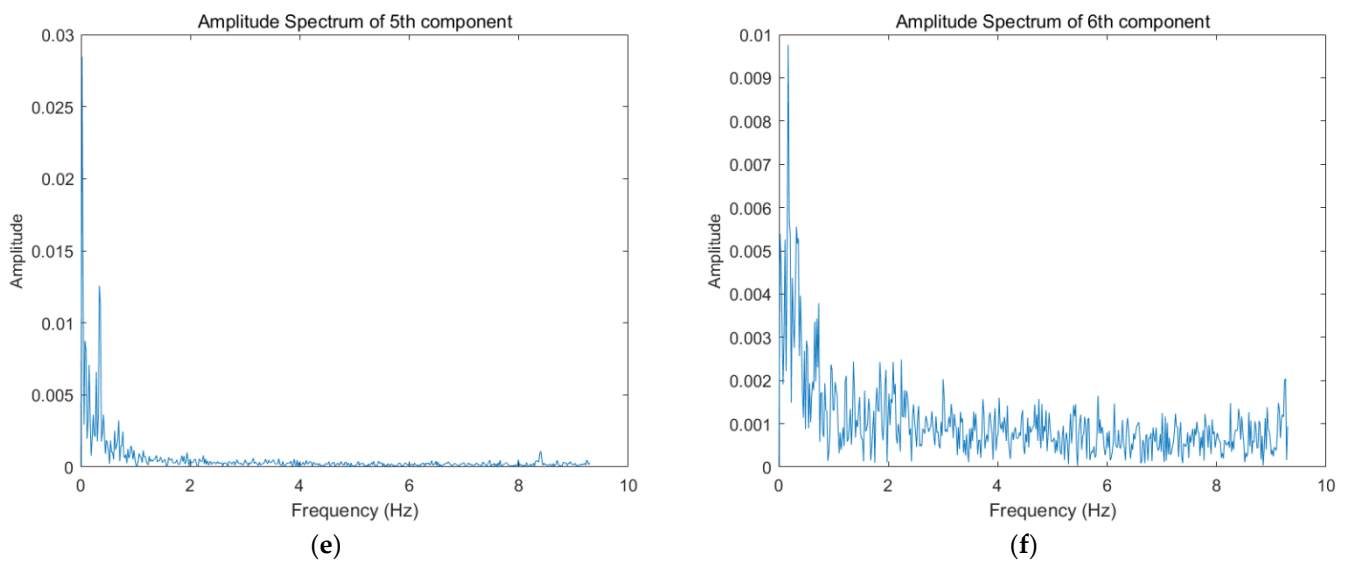 Amplitude Spectrum of 5th component
0.03
0.025
0.02
0.015
0.01
0.005
0
Amplitude
0 2 4 6 8 10
Frequency (Hz)
(e)
Amplitude Spectrum of 6th component
0.01
0.009
0.008
0.007
0.006
0.005
0.004
0.003
0.002
0.001
0
Amplitude
0 2 4 6 8 10
Frequency (Hz)
(f)